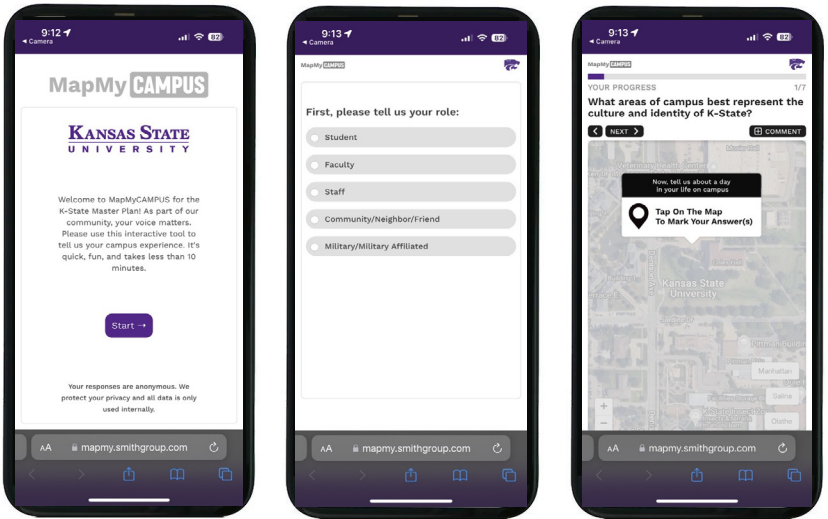 9:12
82
◄ Camera
MapMy CAMPUS
KANSAS STATE
UNIVERSITY
Welcome to MapMyCAMPUS for the
K-State Master Plan! As part of our
community, your voice matters.
Please use this interactive tool to
tell us your campus experience. It's
quick, fun, and takes less than 10
minutes.
Start →
Your responses are anonymous. We
protect your privacy and all data is only
used internally.
AA mapmy.smithgroup.com
9:13
82
◄ Camera
MapMy CAMPUS
First, please tell us your role:
Student
Faculty
Staff
Community/Neighbor/Friend
Military/Military Affiliated
AA mapmy.smithgroup.com
9:13
82
◄ Camera
MapMy CAMPUS
YOUR PROGRESS 1/7
What areas of campus best represent the
culture and identity of K-State?
NEXT
COMMENT
Mosier Hall
Veterinary Health Center
Now, tell us about a day
in your life on campus
Tap On The Map
To Mark Your Answer(s)
Kansas State
University
Manhattan
Salina
Olathe
+
−
AA mapmy.smithgroup.com